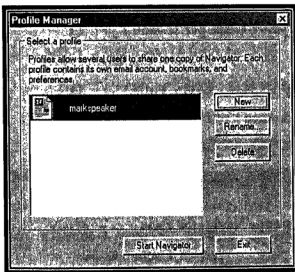 Profile Manager
Select a profile
Profiles allow several users to share one copy of Navigator. Each
profile contains its own email account, bookmarks, and
preferences.
markspeaker
New
Rename...
Delete
Start Navigator
Exit